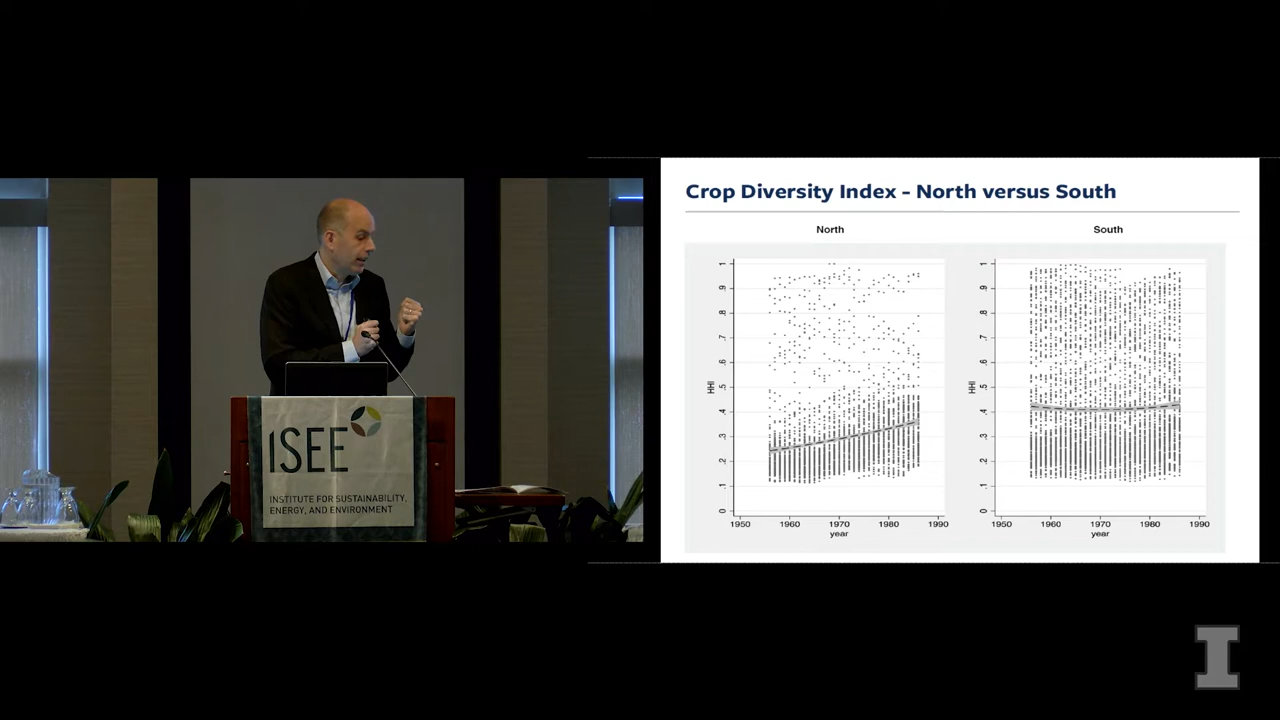 ISEE
INSTITUTE FOR SUSTAINABILITY,
ENERGY, AND ENVIRONMENT
Crop Diversity Index – North versus South
North
South
1
.9
.8
.7
.6
.5
.4
.3
.2
.1
0
HHI
1950 1960 1970 1980 1990
year
1
.9
.8
.7
.6
.5
.4
.3
.2
.1
0
HHI
1950 1960 1970 1980 1990
year
I